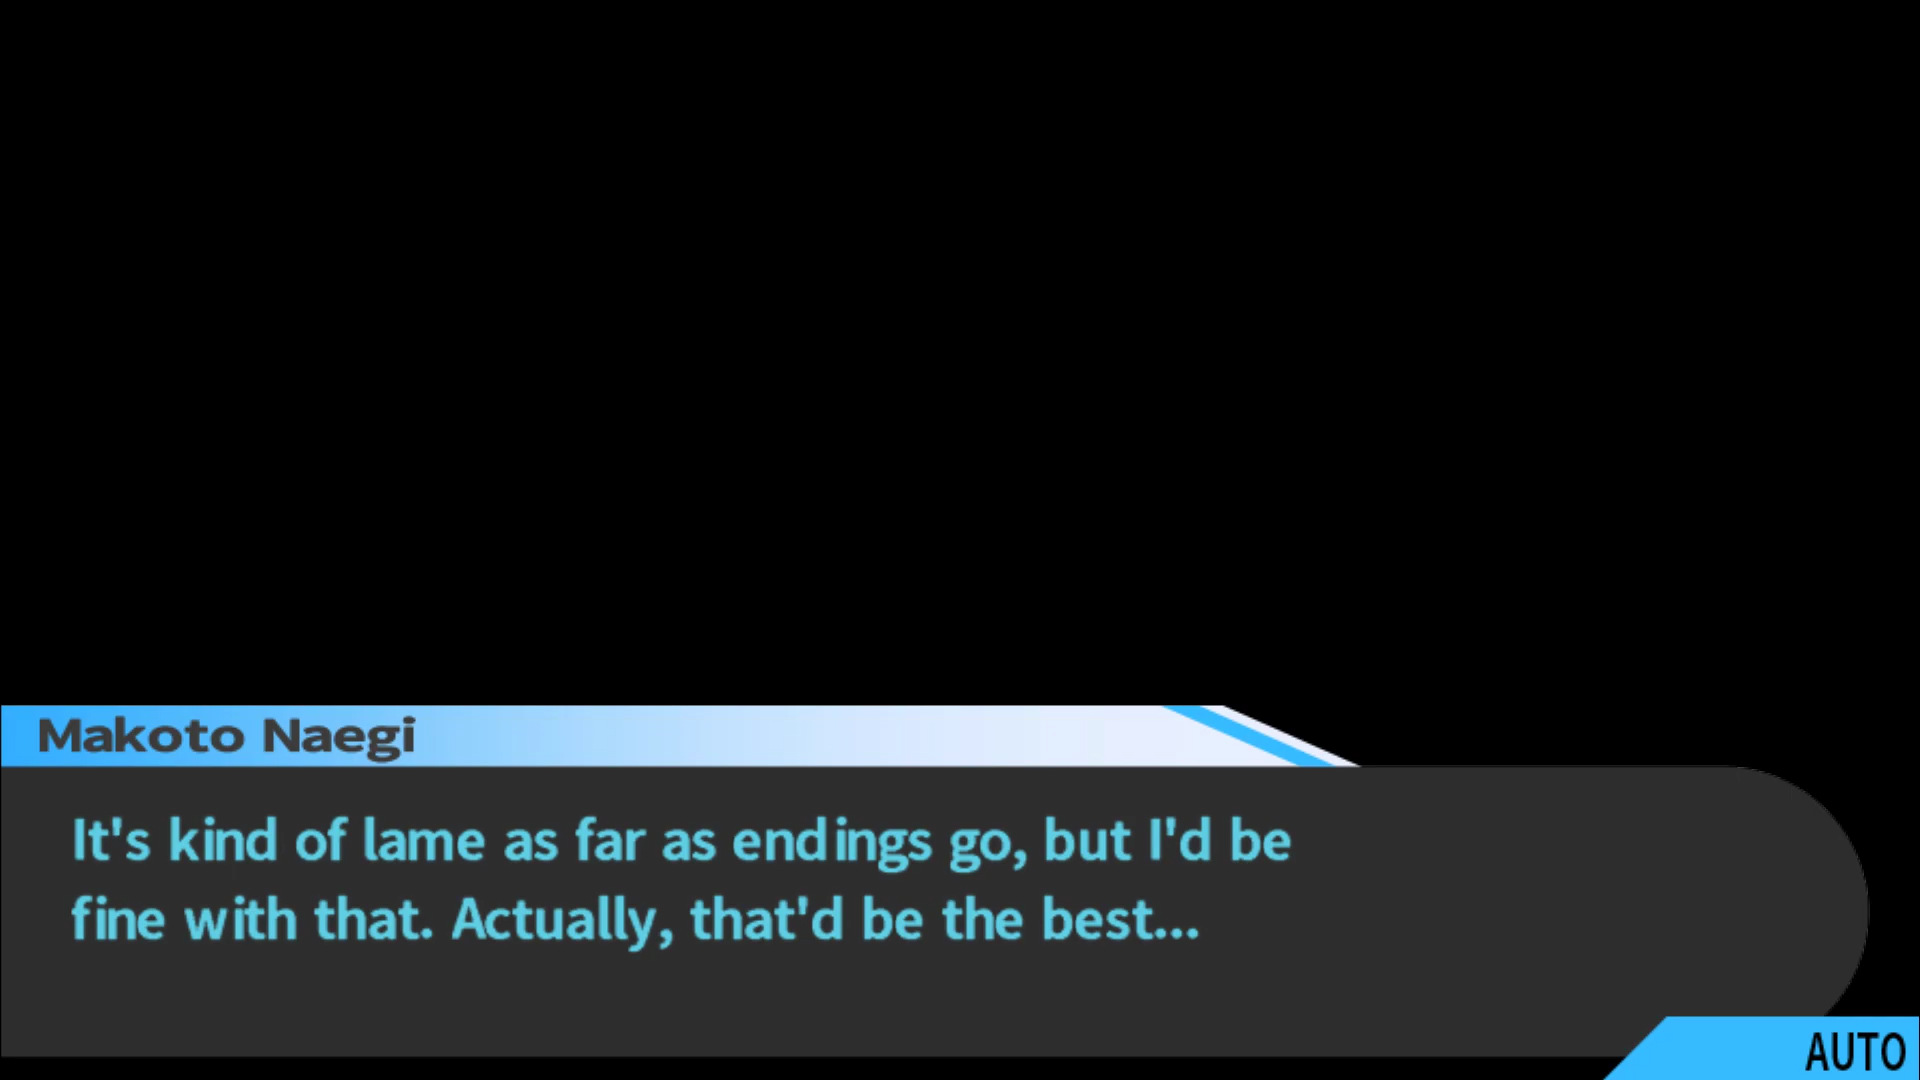 Makoto Naegi
It's kind of lame as far as endings go, but I'd be
fine with that. Actually, that'd be the best...
AUTO